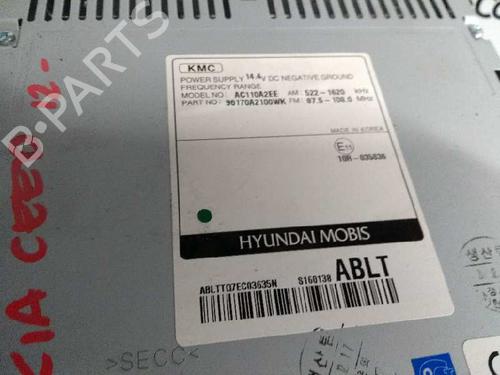 KMC
POWER SUPPLY 14.4V DC NEGATIVE GROUND
FREQUENCY RANGE
MODEL NO. AC110A2EE AM 522-1620 KHz
PART NO. 96170A2100WK FM 87.5-108.0 MHz
MADE IN KOREA
E11
10R-035836
HYUNDAI MOBIS
ABLTT07EC03635N S160138 ABLT
>SECC<
KIA CEED 12-
B-PARTS